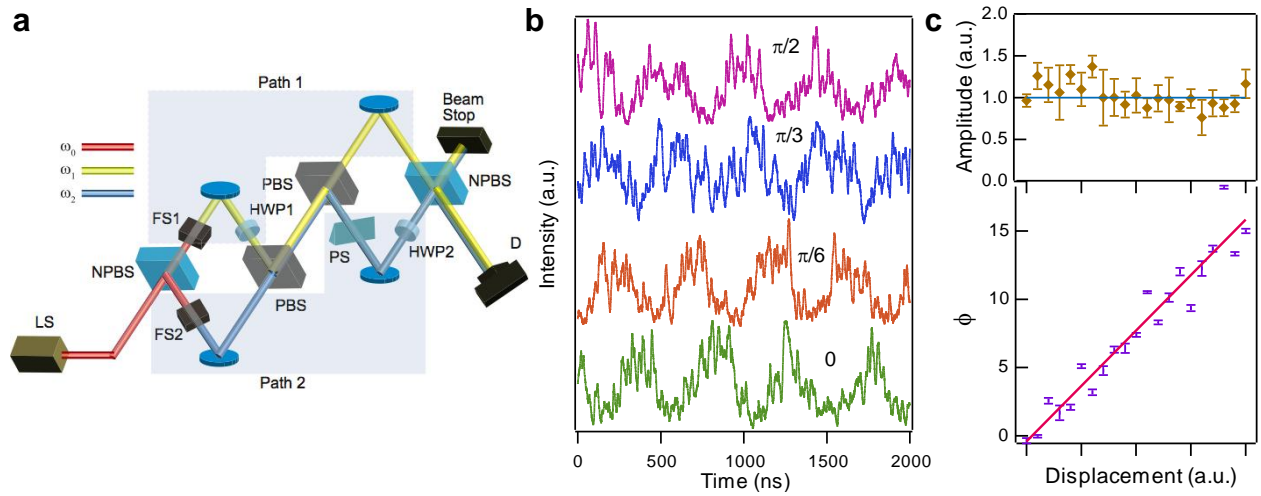 a
Path 1
Beam
Stop
ω₀
ω₁
ω₂
PBS
NPBS
FS1
HWP1
PS
HWP2
D
NPBS
PBS
LS
FS2
Path 2
b
Intensity (a.u.)
π/2
π/3
π/6
0
0
500
1000
1500
2000
Time (ns)
c
Amplitude (a.u.)
2.0
1.5
1.0
0.5
0.0
ϕ
15
10
5
0
Displacement (a.u.)